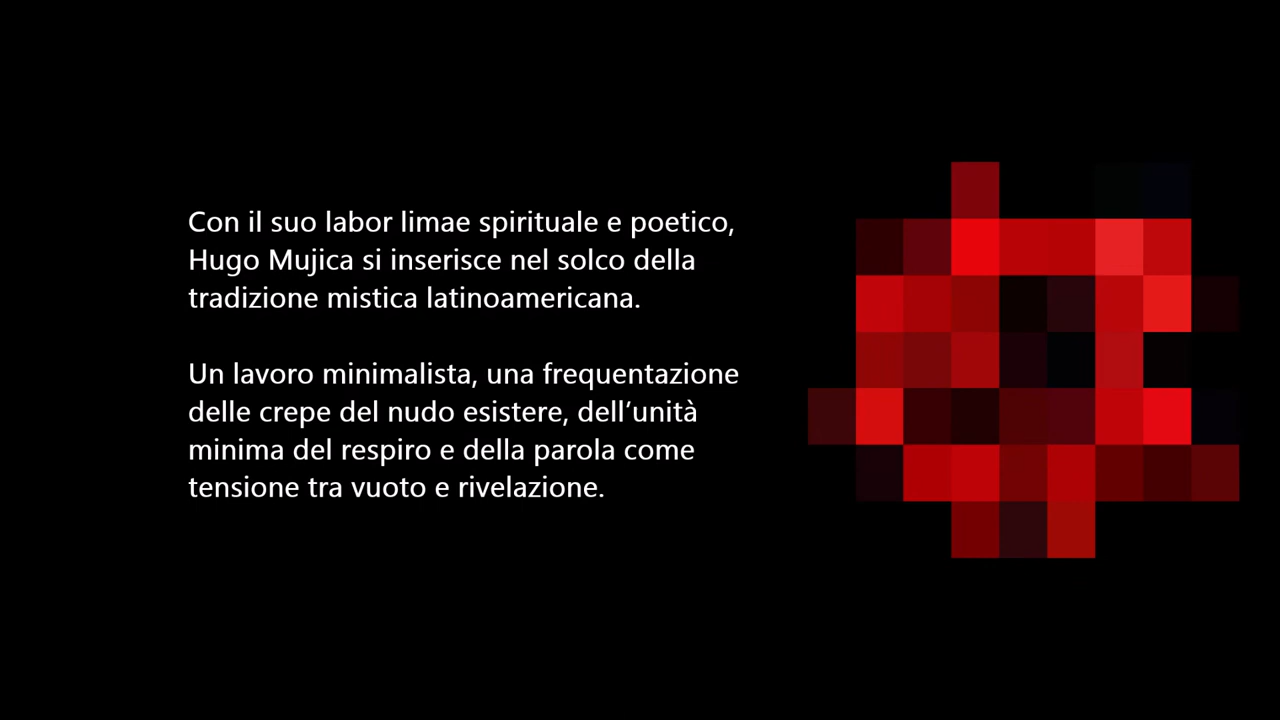 Con il suo labor limae spirituale e poetico,
Hugo Mujica si inserisce nel solco della
tradizione mistica latinoamericana.
Un lavoro minimalista, una frequentazione
delle crepe del nudo esistere, dell’unità
minima del respiro e della parola come
tensione tra vuoto e rivelazione.